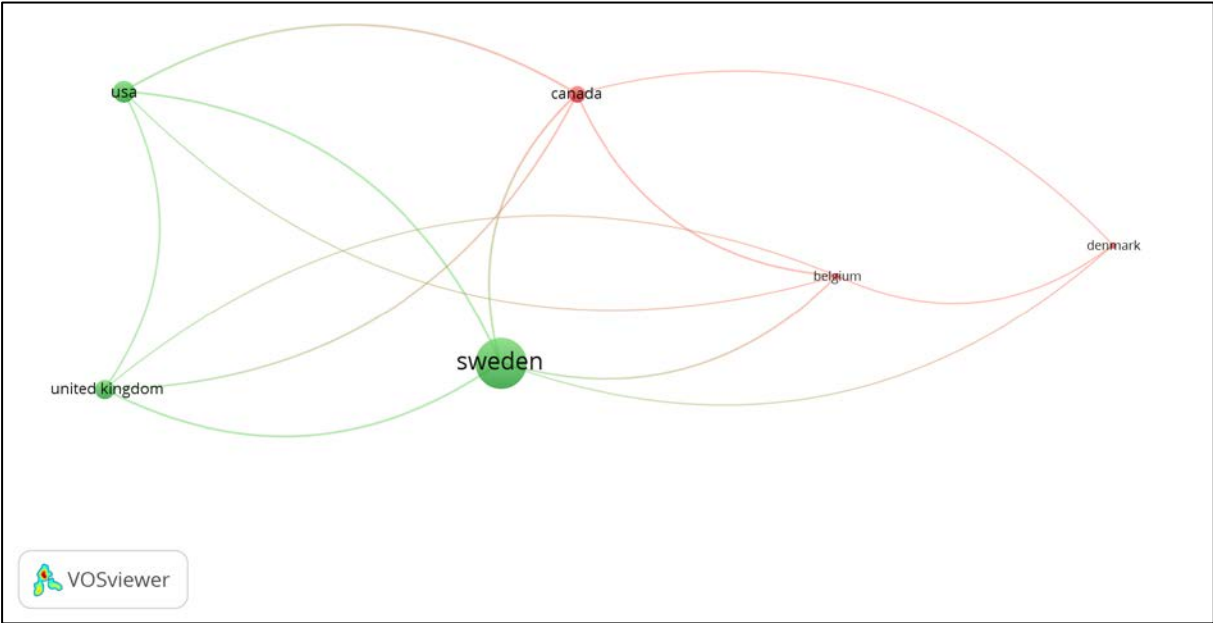 usa
canada
denmark
belgium
sweden
united kingdom
VOSviewer